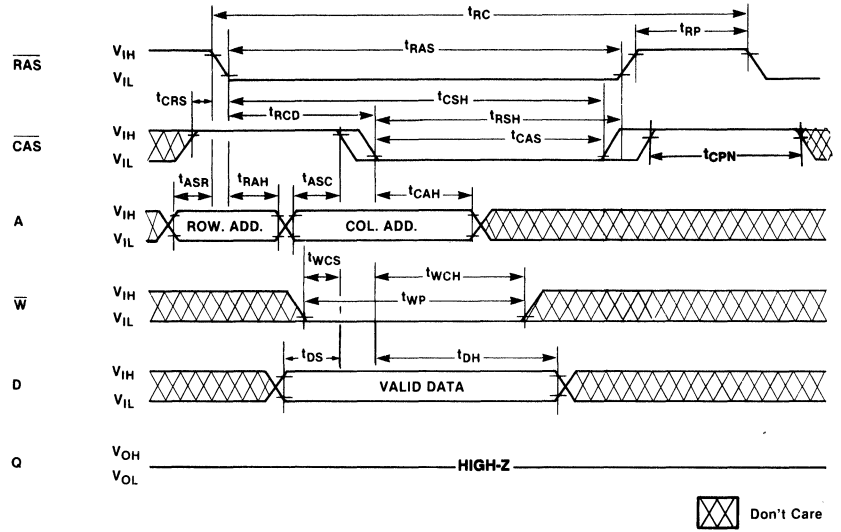 tRC
tRP
RAS
VIH
VIL
tRAS
tCRS
tCSH
tRCD
tRSH
CAS
VIH
VIL
tCAS
tCPN
tASR
tRAH
tASC
tCAH
A
VIH
VIL
ROW. ADD.
COL. ADD.
tWCS
tWCH
W
VIH
VIL
tWP
tDS
tDH
D
VIH
VIL
VALID DATA
Q
VOH
VOL
HIGH-Z
Don't Care